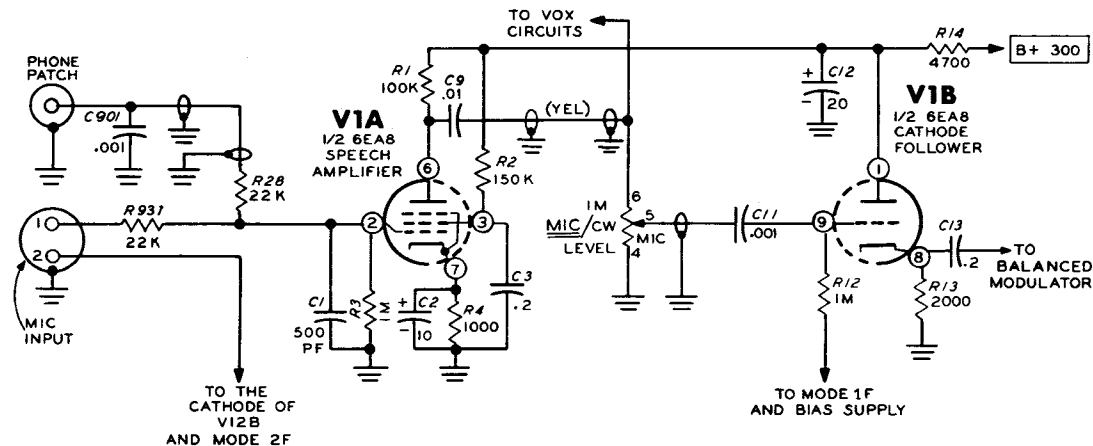 TO VOX
CIRCUITS
R14
4700
B+ 300
PHONE
PATCH
C901
.001
R1
100K
C9
.01
(YEL)
+
-
C12
20
V1B
1/2 6EA8
CATHODE
FOLLOWER
V1A
1/2 6EA8
SPEECH
AMPLIFIER
R2
150K
6
1
R28
22K
1
R931
22K
2
2
3
7
1M
MIC/CW
LEVEL
6
5
MIC
4
C11
.001
9
8
C13
.2
TO
BALANCED
MODULATOR
MIC
INPUT
C1
500
PF
R3
1M
+
-
C2
10
R4
1000
C3
.2
R12
1M
R13
2000
TO THE
CATHODE OF
V12B
AND MODE 2F
TO MODE 1F
AND BIAS SUPPLY